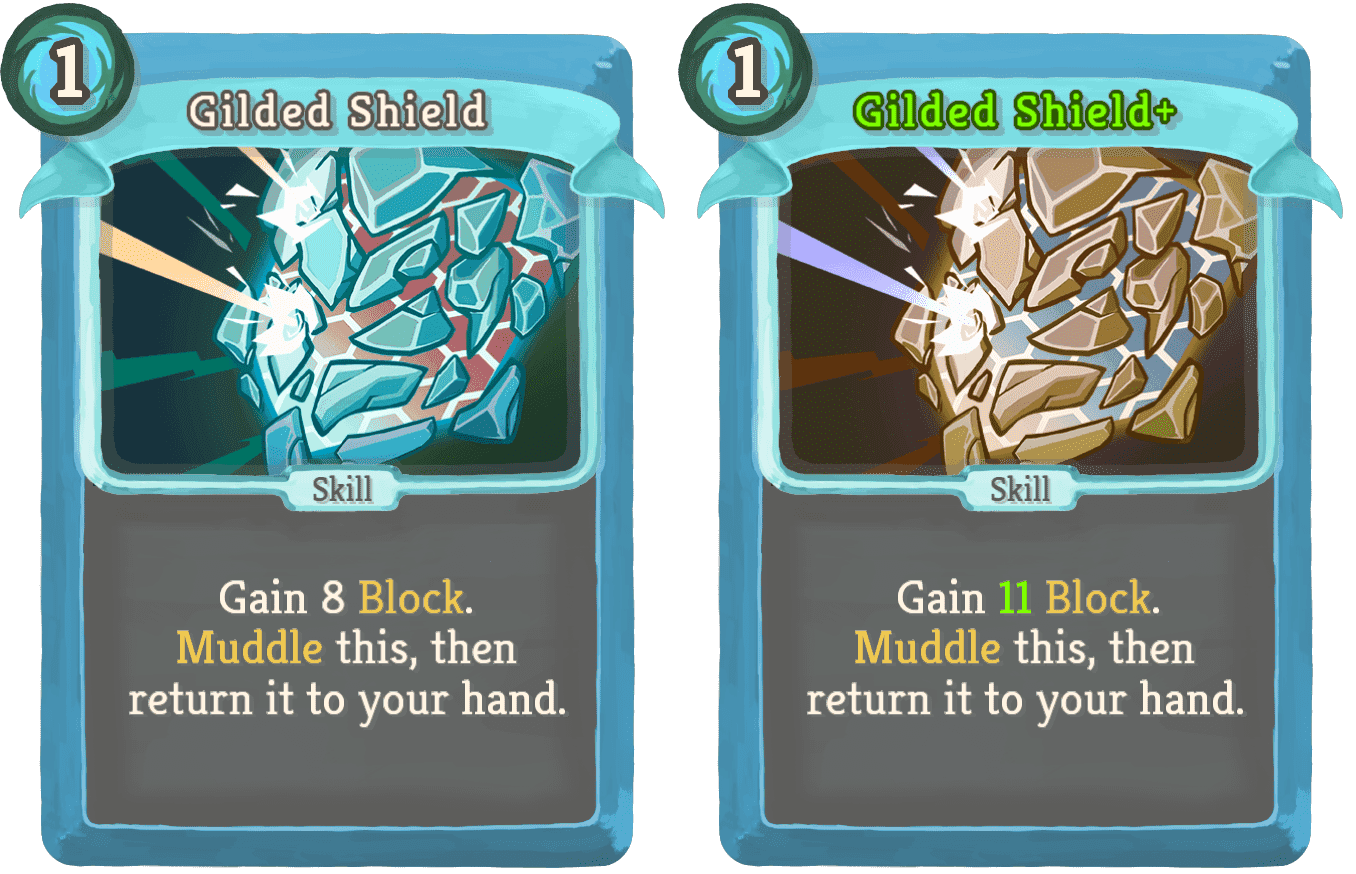 1
Gilded Shield
Skill
Gain 8 Block.
Muddle this, then
return it to your hand.
1
Gilded Shield+
Skill
Gain 11 Block.
Muddle this, then
return it to your hand.